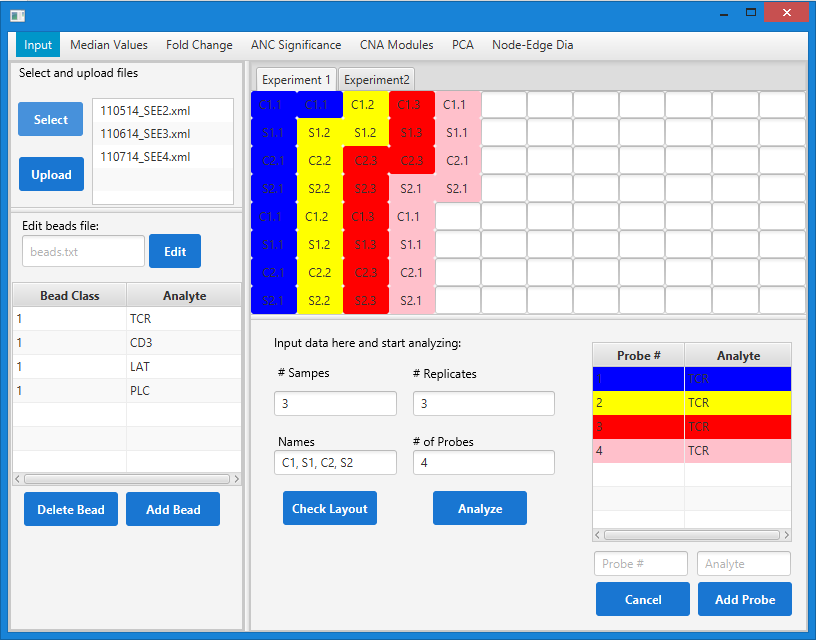 Input Median Values Fold Change ANC Significance CNA Modules PCA Node-Edge Dia
Select and upload files
Select
Upload
110514_SEE2.xml
110614_SEE3.xml
110714_SEE4.xml
Edit beads file:
beads.txt Edit
Bead Class Analyte
1 TCR
1 CD3
1 LAT
1 PLC
Delete Bead Add Bead
Experiment 1 Experiment2
C1.1 C1.1 C1.2 C1.3 C1.1
S1.1 S1.2 S1.2 S1.3 S1.1
C2.1 C2.2 C2.3 C2.3 C2.1
S2.1 S2.2 S2.3 S2.1 S2.1
C1.1 C1.2 C1.3 C1.1
S1.1 S1.2 S1.3 S1.1
C2.1 C2.2 C2.3 C2.1
S2.1 S2.2 S2.3 S2.1
Input data here and start analyzing:
# Sampes # Replicates
3 3
Names # of Probes
C1, S1, C2, S2 4
Check Layout Analyze
Probe # Analyte
1 TCR
2 TCR
3 TCR
4 TCR
Probe # Analyte
Cancel Add Probe